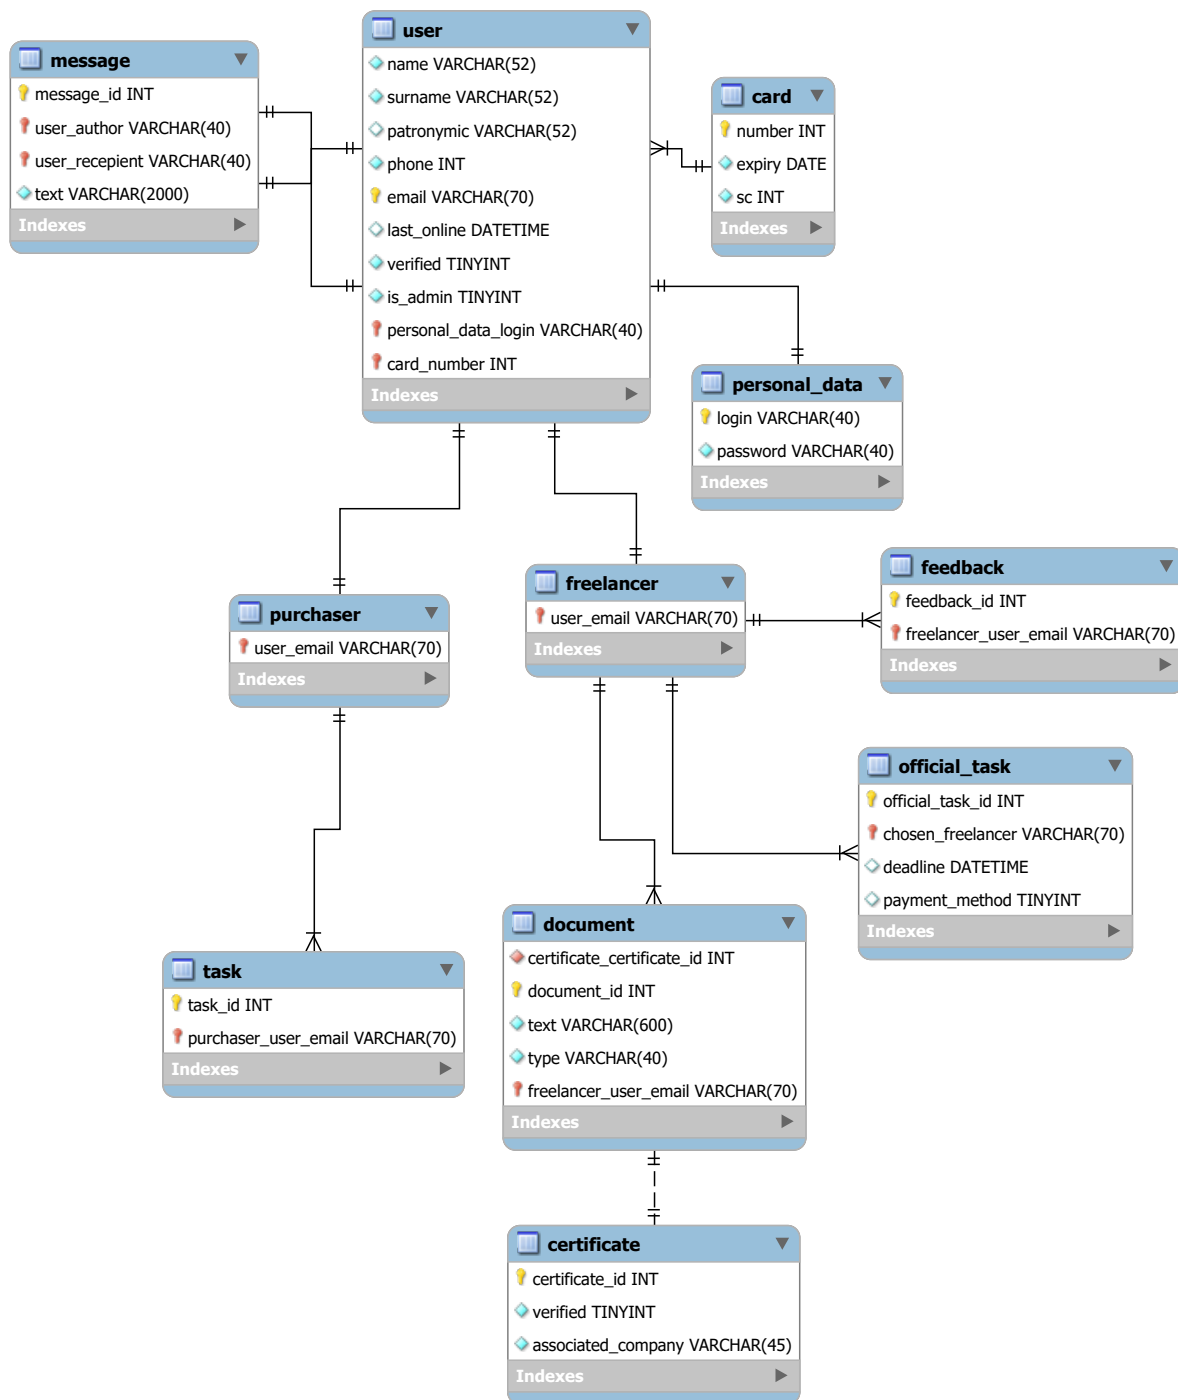 message
message_id INT
user_author VARCHAR(40)
user_recepient VARCHAR(40)
text VARCHAR(2000)
Indexes
user
name VARCHAR(52)
surname VARCHAR(52)
patronymic VARCHAR(52)
phone INT
email VARCHAR(70)
last_online DATETIME
verified TINYINT
is_admin TINYINT
personal_data_login VARCHAR(40)
card_number INT
Indexes
card
number INT
expiry DATE
sc INT
Indexes
personal_data
login VARCHAR(40)
password VARCHAR(40)
Indexes
purchaser
user_email VARCHAR(70)
Indexes
freelancer
user_email VARCHAR(70)
Indexes
feedback
feedback_id INT
freelancer_user_email VARCHAR(70)
Indexes
official_task
official_task_id INT
chosen_freelancer VARCHAR(70)
deadline DATETIME
payment_method TINYINT
Indexes
task
task_id INT
purchaser_user_email VARCHAR(70)
Indexes
document
certificate_certificate_id INT
document_id INT
text VARCHAR(600)
type VARCHAR(40)
freelancer_user_email VARCHAR(70)
Indexes
certificate
certificate_id INT
verified TINYINT
associated_company VARCHAR(45)
Indexes